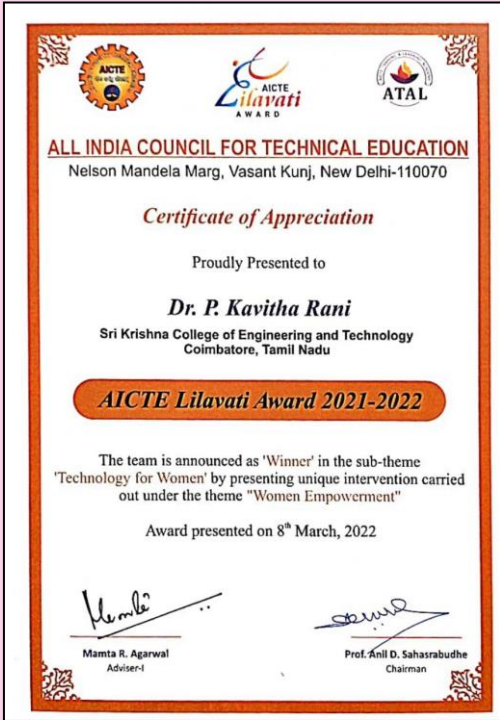 AICTE
AICTE
Lilavati
AWARD
ATAL
ALL INDIA COUNCIL FOR TECHNICAL EDUCATION
Nelson Mandela Marg, Vasant Kunj, New Delhi-110070
Certificate of Appreciation
Proudly Presented to
Dr. P. Kavitha Rani
Sri Krishna College of Engineering and Technology
Coimbatore, Tamil Nadu
AICTE Lilavati Award 2021-2022
The team is announced as 'Winner' in the sub-theme
'Technology for Women' by presenting unique intervention carried
out under the theme "Women Empowerment"
Award presented on 8th March, 2022
Mamta R. Agarwal
Adviser-I
Prof. Anil D. Sahasrabudhe
Chairman